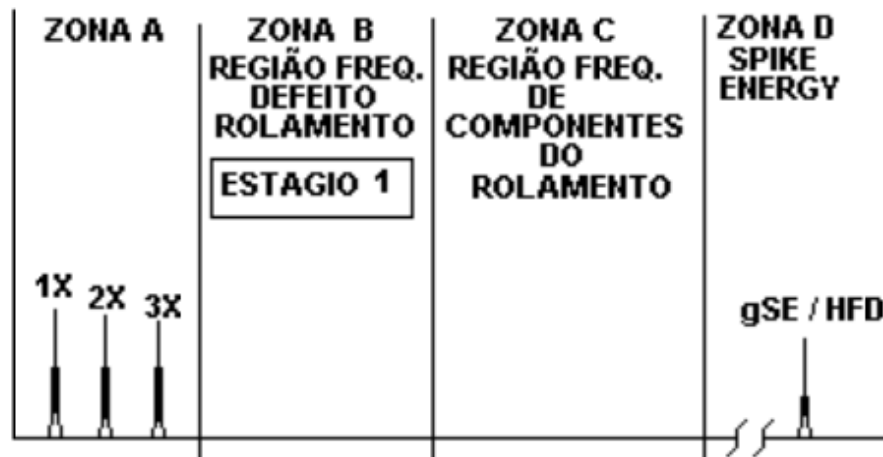 ZONA A
ZONA B
REGIÃO FREQ.
DEFEITO
ROLAMENTO
ESTAGIO 1
ZONA C
REGIÃO FREQ.
DE
COMPONENTES
DO
ROLAMENTO
ZONA D
SPIKE
ENERGY
1X
2X
3X
gSE / HFD